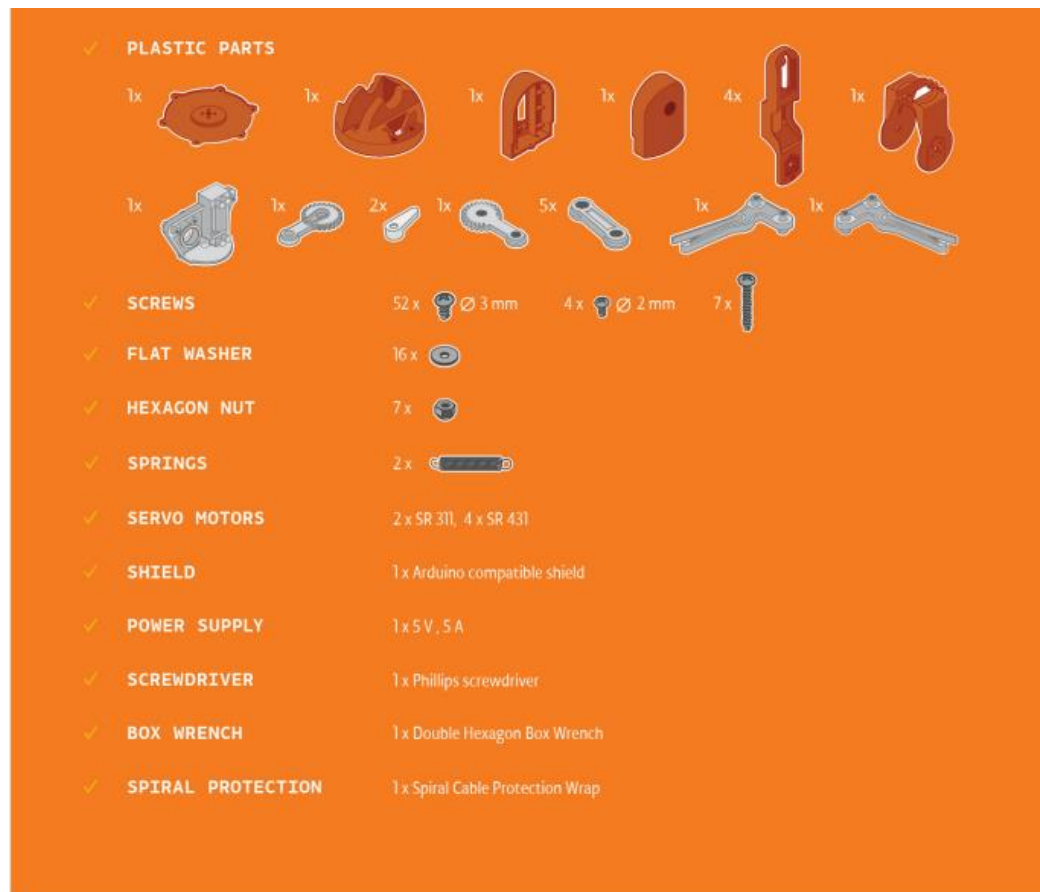 PLASTIC PARTS
1x 1x 1x 1x 4x 1x
1x 1x 2x 1x 5x 1x 1x
SCREWS 52 x Ø 3 mm 4 x Ø 2 mm 7 x
FLAT WASHER 16 x
HEXAGON NUT 7 x
SPRINGS 2 x
SERVO MOTORS 2 x SR 311, 4 x SR 431
SHIELD 1 x Arduino compatible shield
POWER SUPPLY 1 x 5 V , 5 A
SCREWDRIVER 1 x Phillips screwdriver
BOX WRENCH 1 x Double Hexagon Box Wrench
SPIRAL PROTECTION 1 x Spiral Cable Protection Wrap